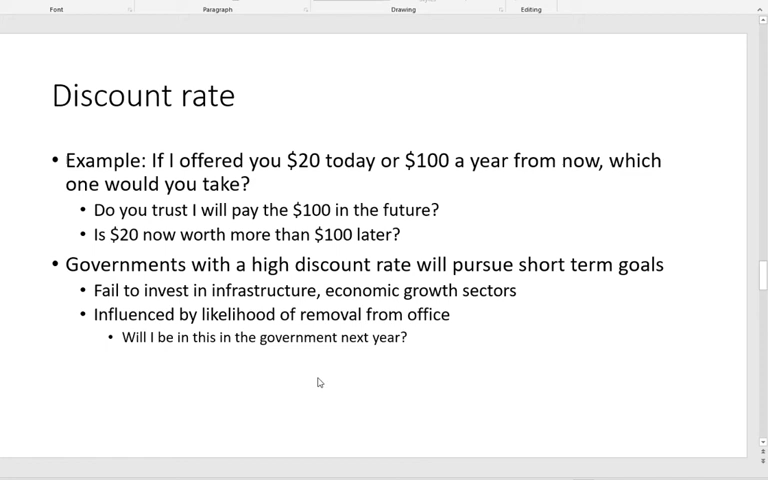 Font Paragraph Drawing Editing
Discount rate
• Example: If I offered you $20 today or $100 a year from now, which
one would you take?
• Do you trust I will pay the $100 in the future?
• Is $20 now worth more than $100 later?
• Governments with a high discount rate will pursue short term goals
• Fail to invest in infrastructure, economic growth sectors
• Influenced by likelihood of removal from office
• Will I be in this in the government next year?